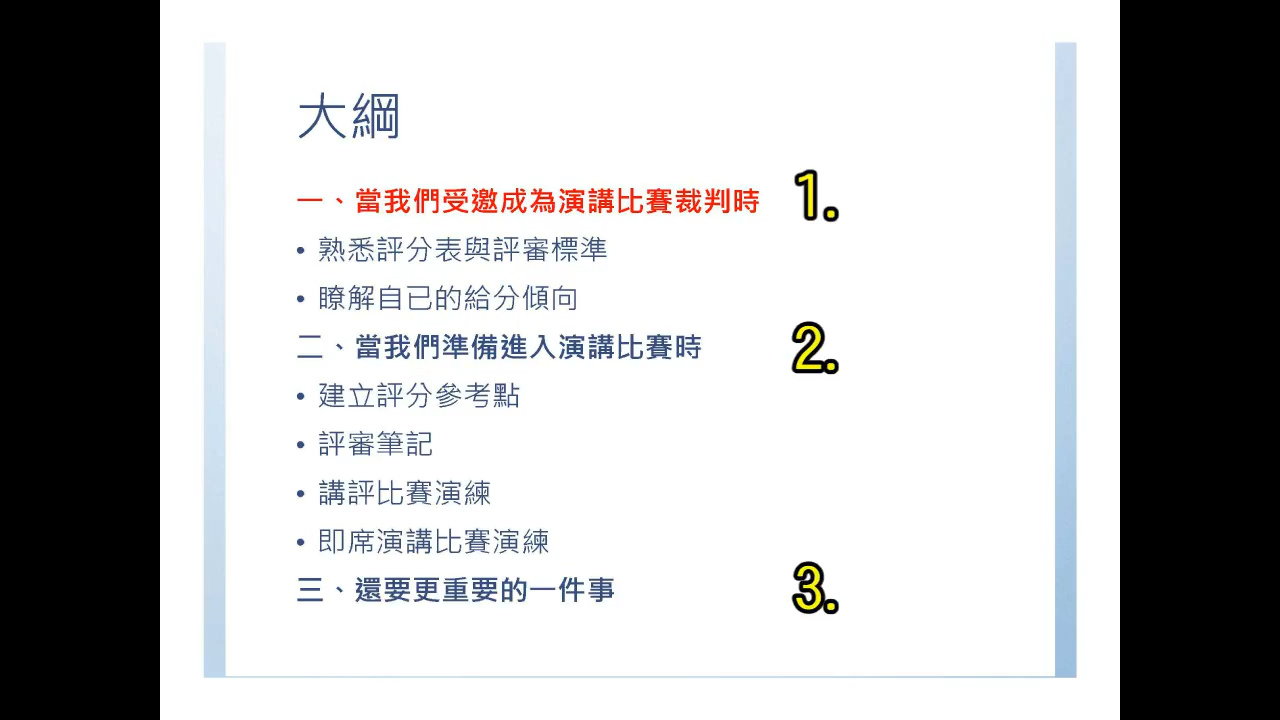 大綱
一、當我們受邀成為演講比賽裁判時 1.
• 熟悉評分表與評審標準
• 瞭解自已的給分傾向
二、當我們準備進入演講比賽時 2.
• 建立評分參考點
• 評審筆記
• 講評比賽演練
• 即席演講比賽演練
三、還要更重要的一件事 3.